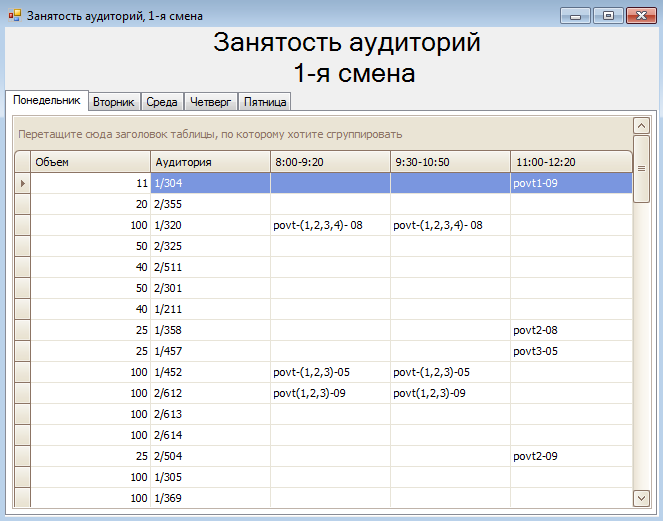 Занятость аудиторий, 1-я смена
Занятость аудиторий
1-я смена
Понедельник Вторник Среда Четверг Пятница
Перетащите сюда заголовок таблицы, по которому хотите сгруппировать
Объем Аудитория 8:00-9:20 9:30-10:50 11:00-12:20
11 1/304 povt1-09
20 2/355
100 1/320 povt-(1,2,3,4)- 08 povt-(1,2,3,4)- 08
50 2/325
40 2/511
50 2/301
40 1/211
25 1/358 povt2-08
25 1/457 povt3-05
100 1/452 povt-(1,2,3)-05 povt-(1,2,3)-05
100 2/612 povt(1,2,3)-09 povt(1,2,3)-09
100 2/613
100 2/614
25 2/504 povt2-09
100 1/305
100 1/369